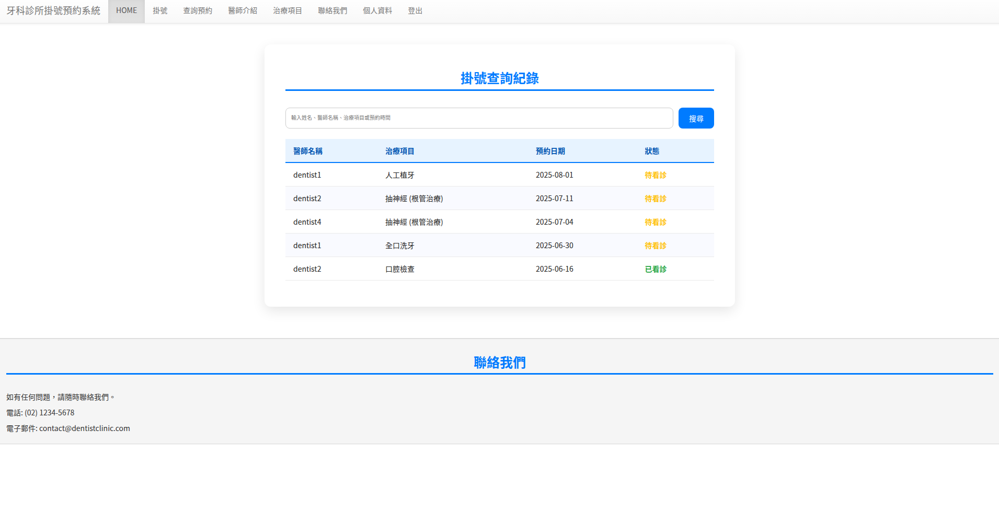 牙科診所掛號預約系統 HOME 掛號 查詢預約 醫師介紹 治療項目 聯絡我們 個人資料 登出
掛號查詢紀錄
輸入姓名、醫師名稱、治療項目或預約時間 搜尋
醫師名稱 治療項目 預約日期 狀態
dentist1 人工植牙 2025-08-01 待看診
dentist2 抽神經 (根管治療) 2025-07-11 待看診
dentist4 抽神經 (根管治療) 2025-07-04 待看診
dentist1 全口洗牙 2025-06-30 待看診
dentist2 口腔檢查 2025-06-16 已看診
聯絡我們
如有任何問題，請隨時聯絡我們。
電話: (02) 1234-5678
電子郵件: contact@dentistclinic.com